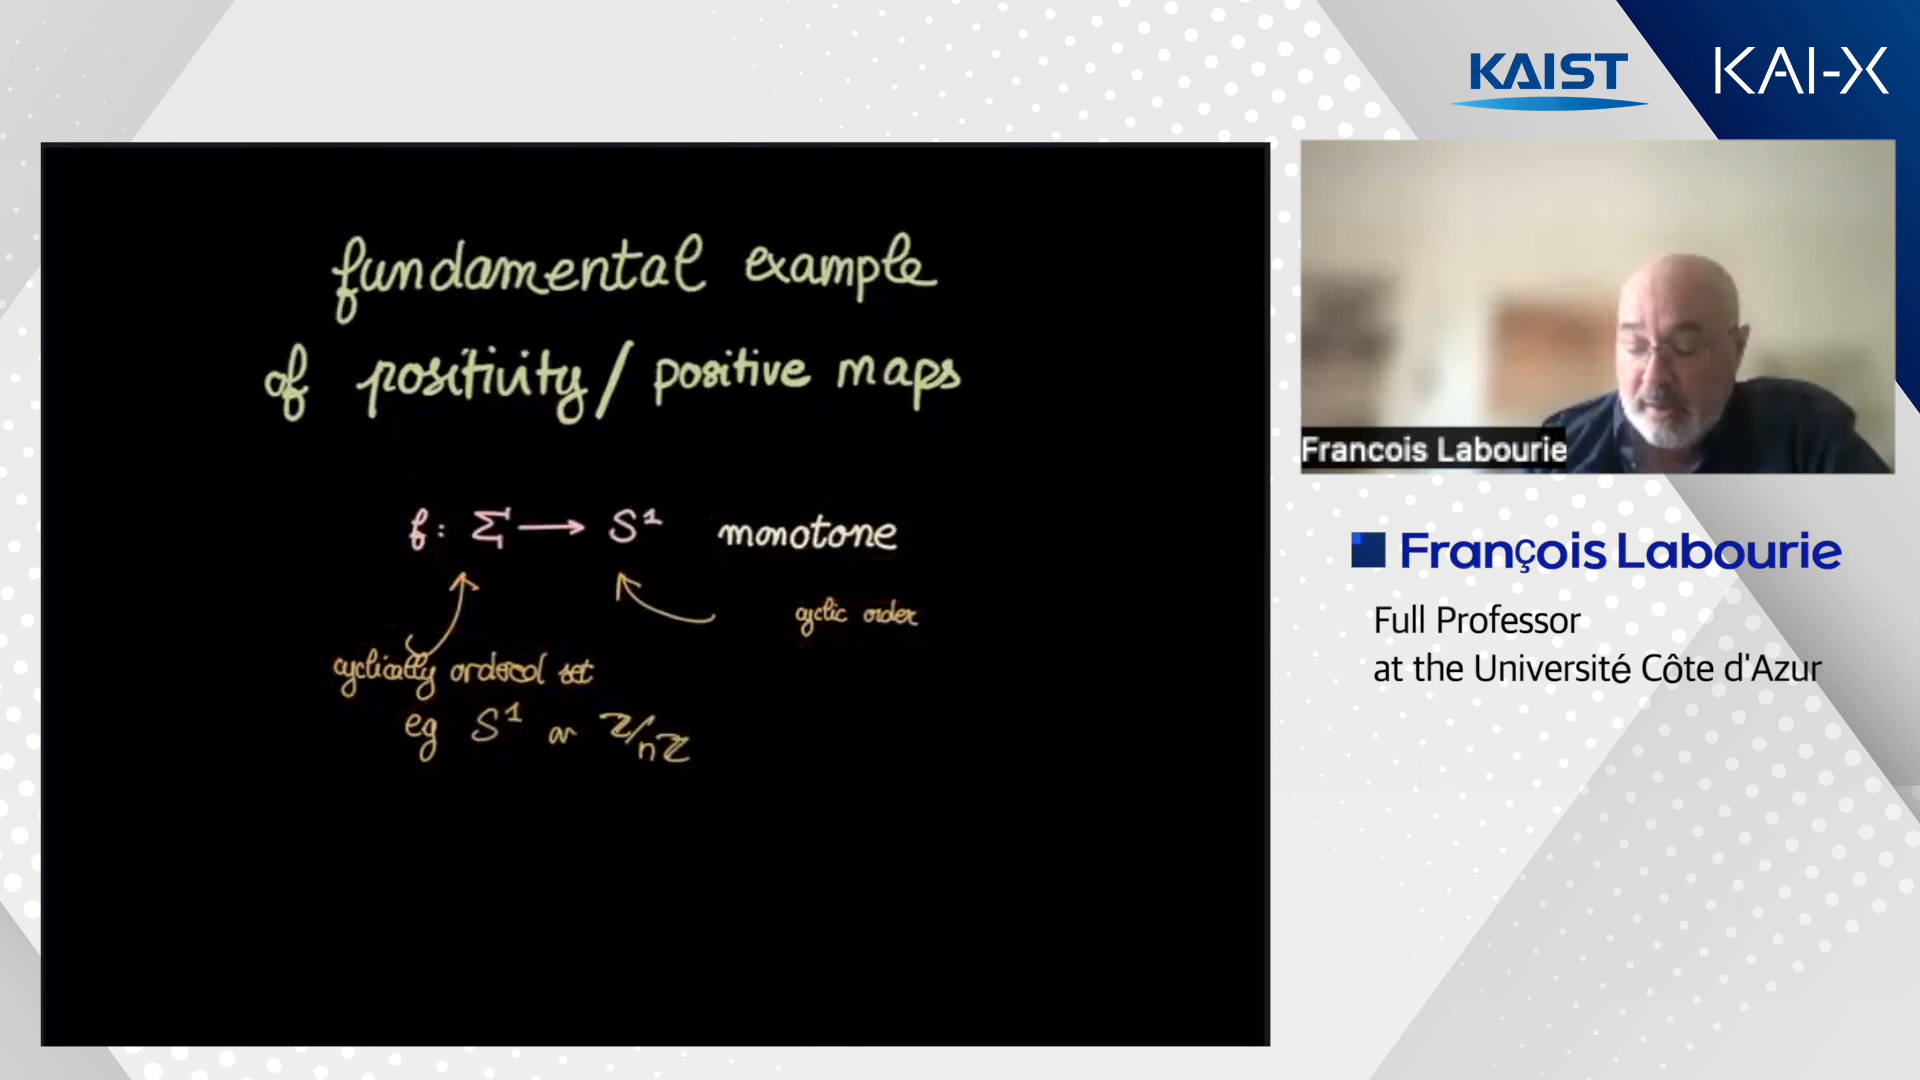 KAIST
KAI-X
fundamental example
of positivity / positive maps
f: Σ ⟶ S¹ monotone
cyclic order
cyclically ordered set
eg S¹ or ℤ/nℤ
Francois Labourie
François Labourie
Full Professor
at the Université Côte d'Azur